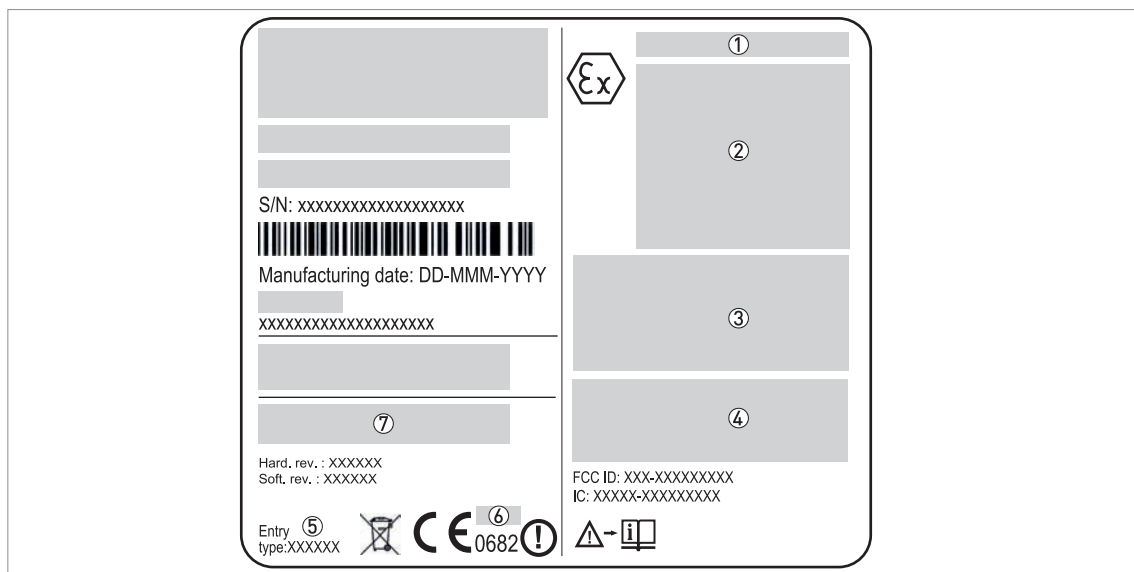 S/N: xxxxxxxxxxxxxxxxxxx
Manufacturing date: DD-MMM-YYYY
xxxxxxxxxxxxxxxxxxxx
⑦
Hard. rev. : XXXXXX
Soft. rev. : XXXXXX
Entry ⑤
type:XXXXXX
CE ⑥
0682
Ex ①
②
③
④
FCC ID: XXX-XXXXXXXXX
IC: XXXXX-XXXXXXXXX